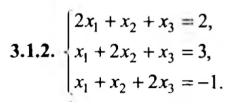 3.1.2. 2x₁ + x₂ + x₃ = 2,
x₁ + 2x₂ + x₃ = 3,
x₁ + x₂ + 2x₃ = −1.